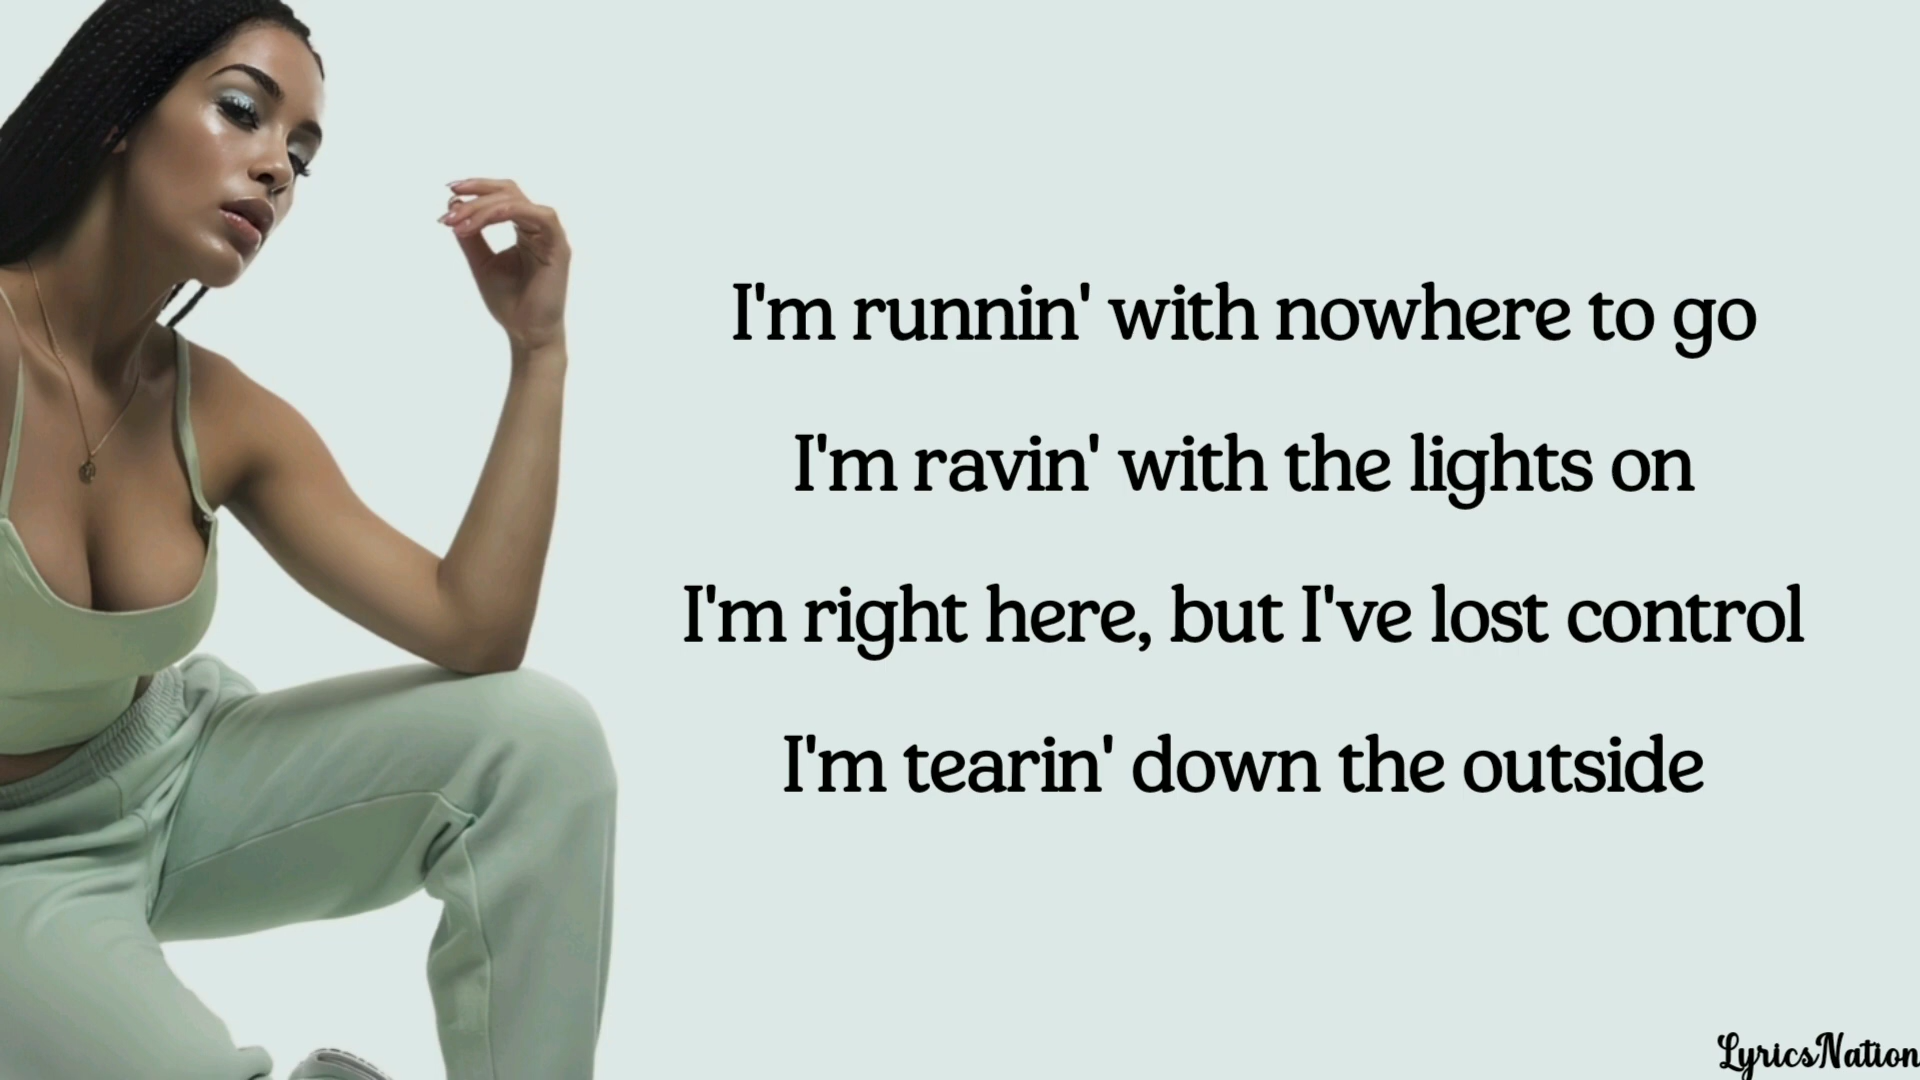 I'm runnin' with nowhere to go
I'm ravin' with the lights on
I'm right here, but I've lost control
I'm tearin' down the outside
LyricsNation